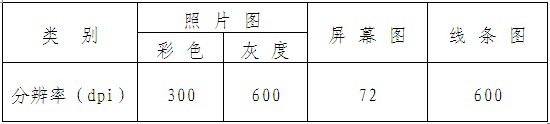 类 别 照 片 图 屏 幕 图 线 条 图
彩 色 灰 度
分辨率（dpi） 300 600 72 600